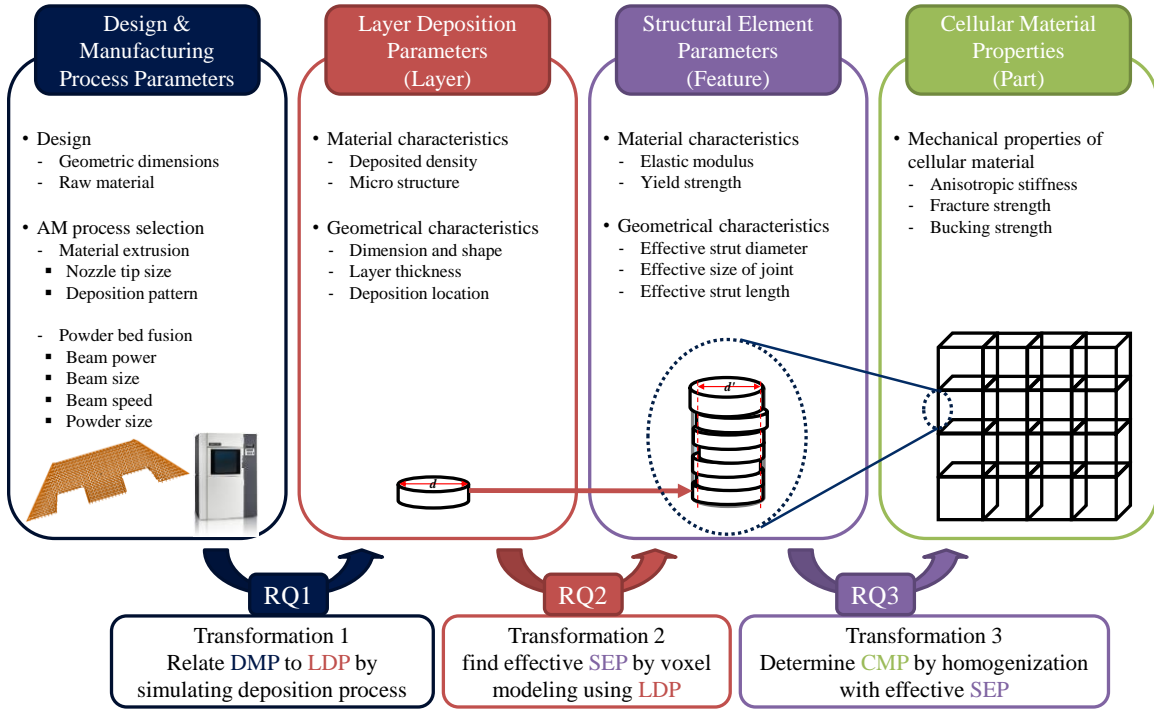 Design &
Manufacturing
Process Parameters
• Design
- Geometric dimensions
- Raw material
• AM process selection
- Material extrusion
▪ Nozzle tip size
▪ Deposition pattern
- Powder bed fusion
▪ Beam power
▪ Beam size
▪ Beam speed
▪ Powder size
Layer Deposition
Parameters
(Layer)
• Material characteristics
- Deposited density
- Micro structure
• Geometrical characteristics
- Dimension and shape
- Layer thickness
- Deposition location
d
Structural Element
Parameters
(Feature)
• Material characteristics
- Elastic modulus
- Yield strength
• Geometrical characteristics
- Effective strut diameter
- Effective size of joint
- Effective strut length
d'
Cellular Material
Properties
(Part)
• Mechanical properties of
cellular material
- Anisotropic stiffness
- Fracture strength
- Bucking strength
RQ1
Transformation 1
Relate DMP to LDP by
simulating deposition process
RQ2
Transformation 2
find effective SEP by voxel
modeling using LDP
RQ3
Transformation 3
Determine CMP by homogenization
with effective SEP